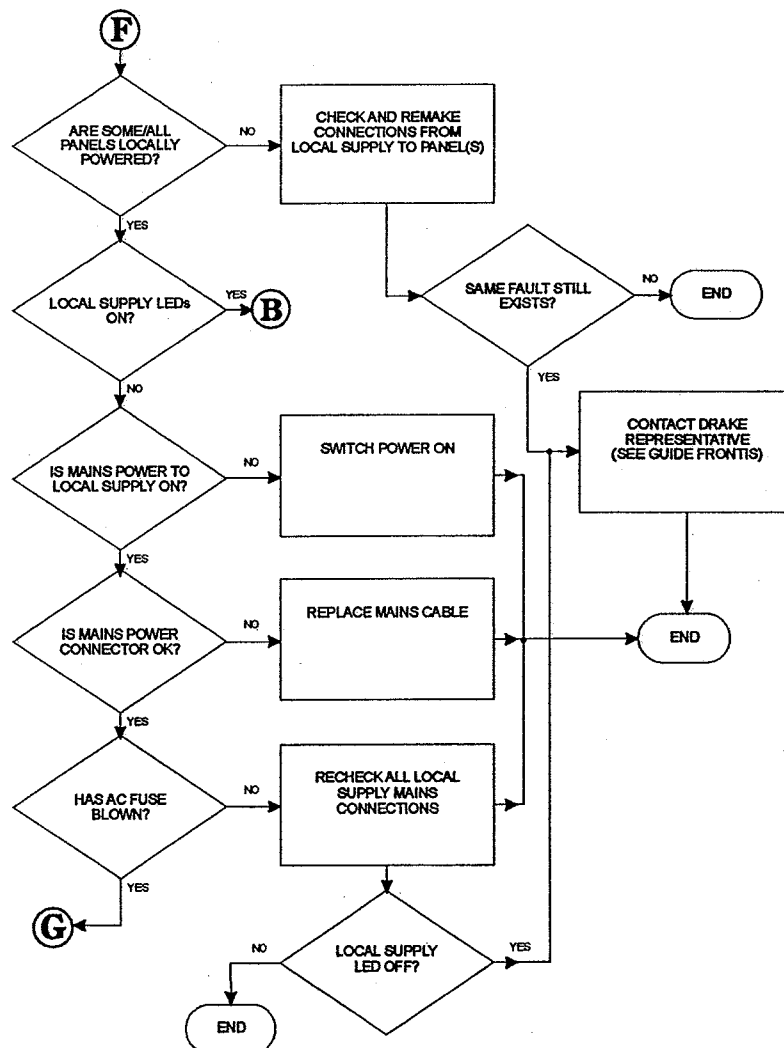 F
ARE SOME/ALL
PANELS LOCALLY
POWERED?
NO
CHECK AND REMAKE
CONNECTIONS FROM
LOCAL SUPPLY TO PANEL(S)
YES
LOCAL SUPPLY LEDs
ON?
YES
B
SAME FAULT STILL
EXISTS?
NO
END
NO
YES
CONTACT DRAKE
REPRESENTATIVE
(SEE GUIDE FRONTIS)
IS MAINS POWER TO
LOCAL SUPPLY ON?
NO
SWITCH POWER ON
YES
IS MAINS POWER
CONNECTOR OK?
NO
REPLACE MAINS CABLE
END
YES
HAS AC FUSE
BLOWN?
NO
RECHECK ALL LOCAL
SUPPLY MAINS
CONNECTIONS
YES
G
NO
LOCAL SUPPLY
LED OFF?
YES
END